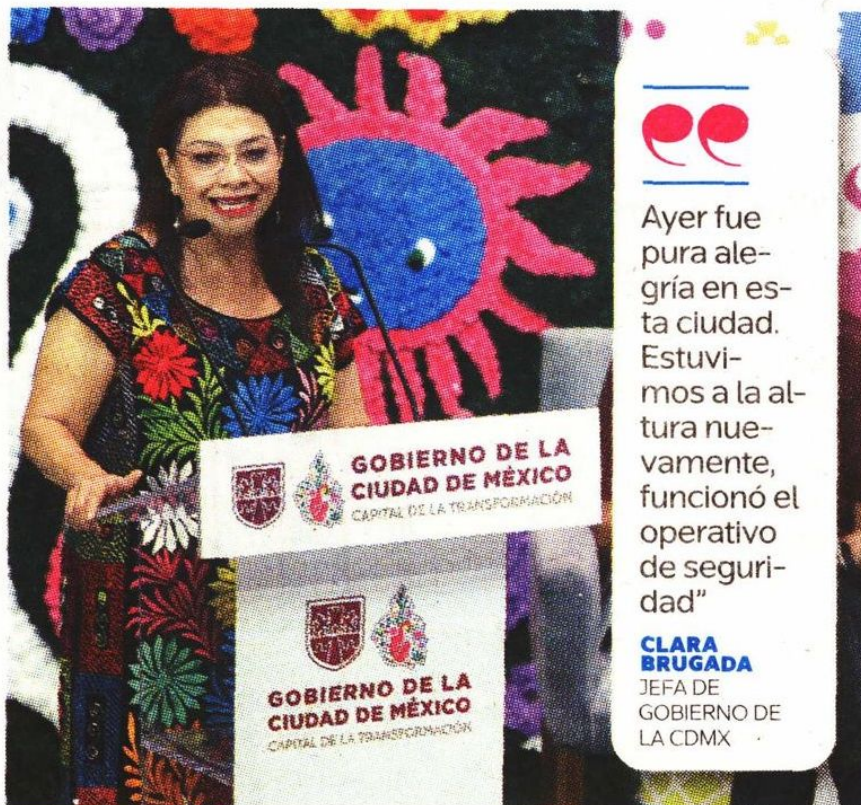 GOBIERNO DE LA
CIUDAD DE MÉXICO
CAPITAL DE LA TRANSFORMACIÓN
GOBIERNO DE LA
CIUDAD DE MÉXICO
CAPITAL DE LA TRANSFORMACIÓN
Ayer fue
pura ale-
gría en es-
ta ciudad.
Estuvi-
mos a la al-
tura nue-
vamente,
funcionó el
operativo
de seguri-
dad”
CLARA
BRUGADA
JEFA DE
GOBIERNO DE
LA CDMX